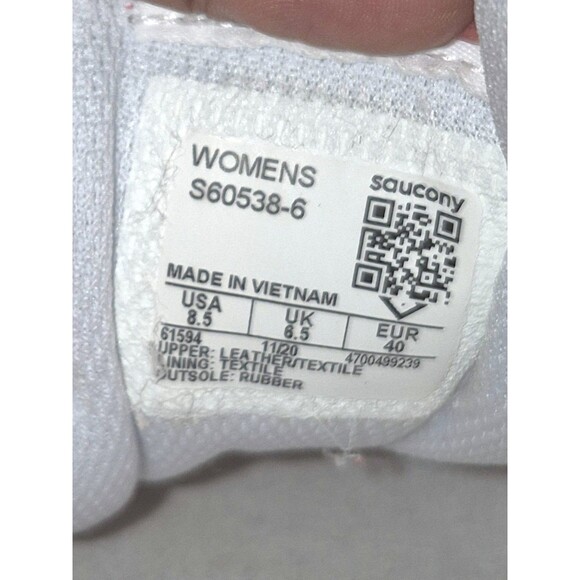 WOMENS
S60538-6
saucony
MADE IN VIETNAM
USA UK EUR
8.5 6.5 40
61594 11/20 4700499239
UPPER: LEATHER/TEXTILE
LINING: TEXTILE
OUTSOLE: RUBBER